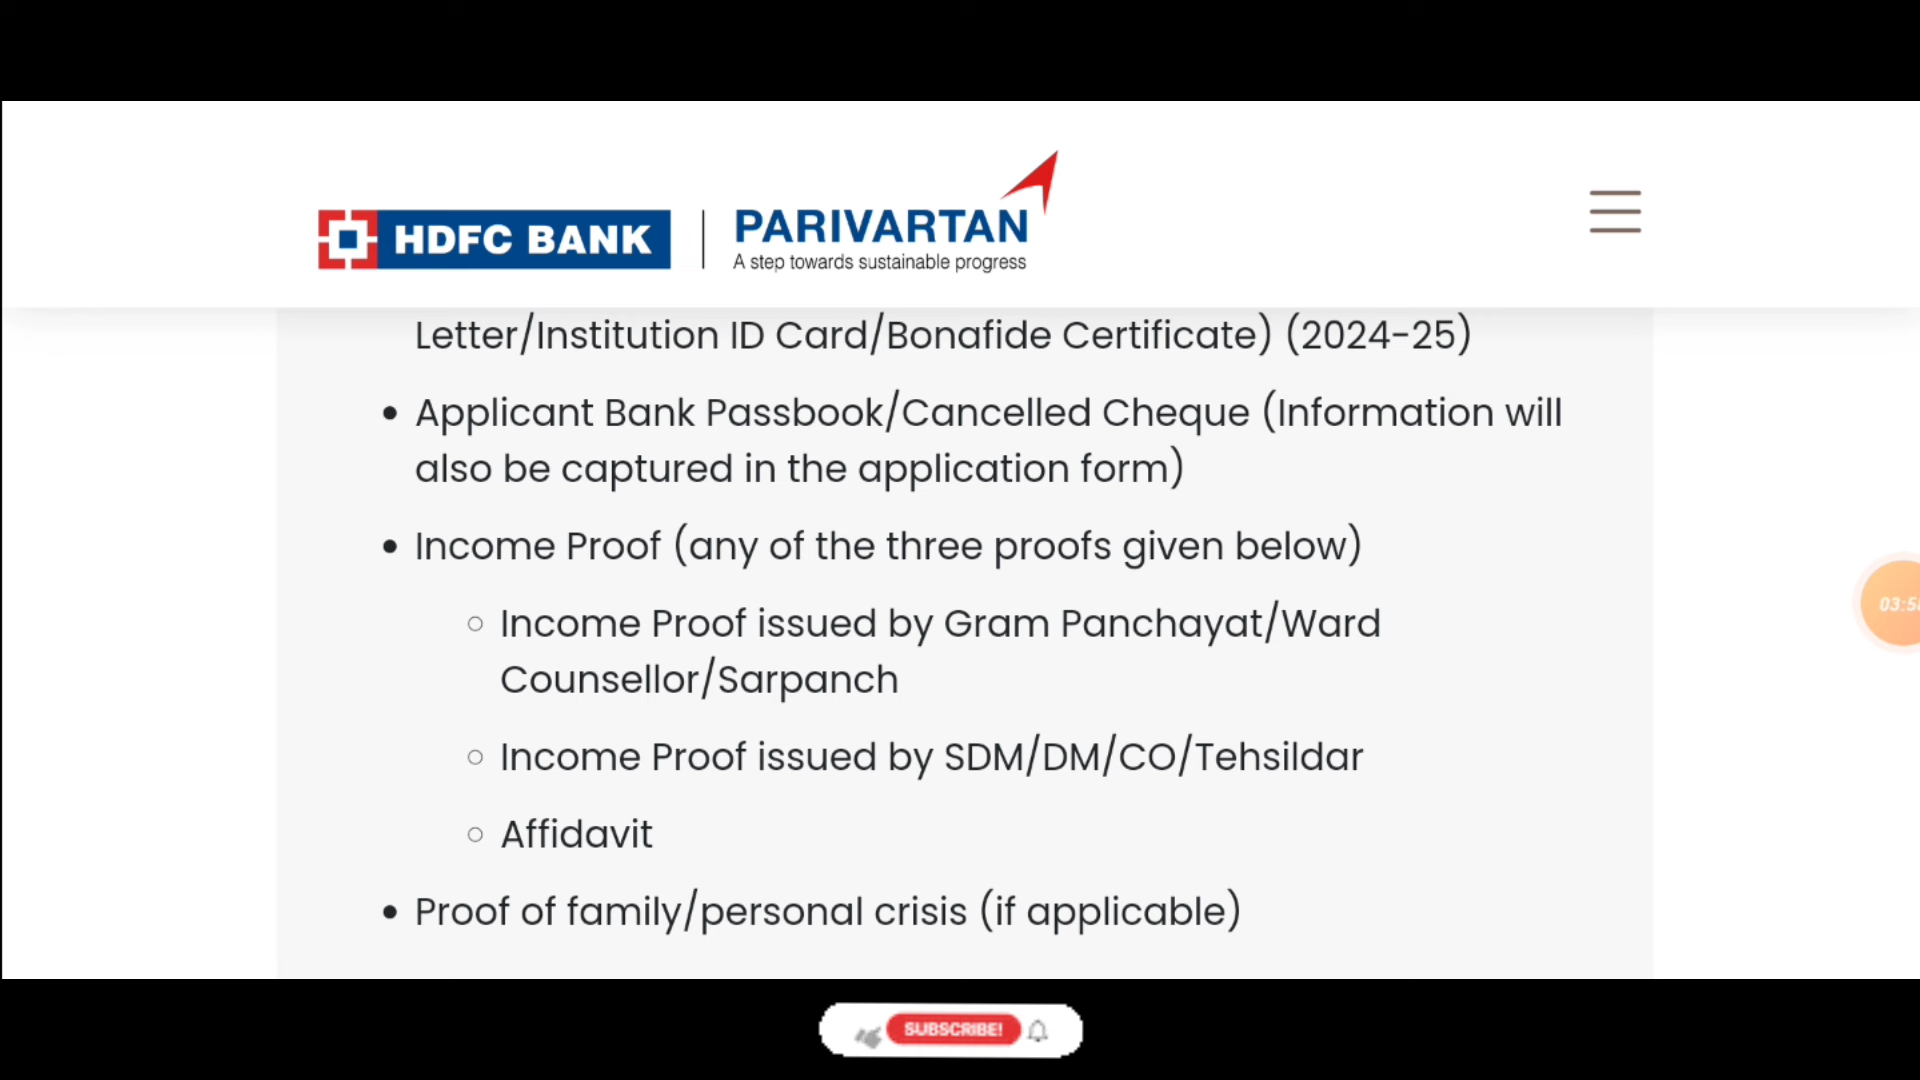 HDFC BANK
PARIVARTAN
A step towards sustainable progress
Letter/Institution ID Card/Bonafide Certificate) (2024-25)
• Applicant Bank Passbook/Cancelled Cheque (Information will
also be captured in the application form)
• Income Proof (any of the three proofs given below)
○ Income Proof issued by Gram Panchayat/Ward
Counsellor/Sarpanch
○ Income Proof issued by SDM/DM/CO/Tehsildar
○ Affidavit
• Proof of family/personal crisis (if applicable)
SUBSCRIBE!